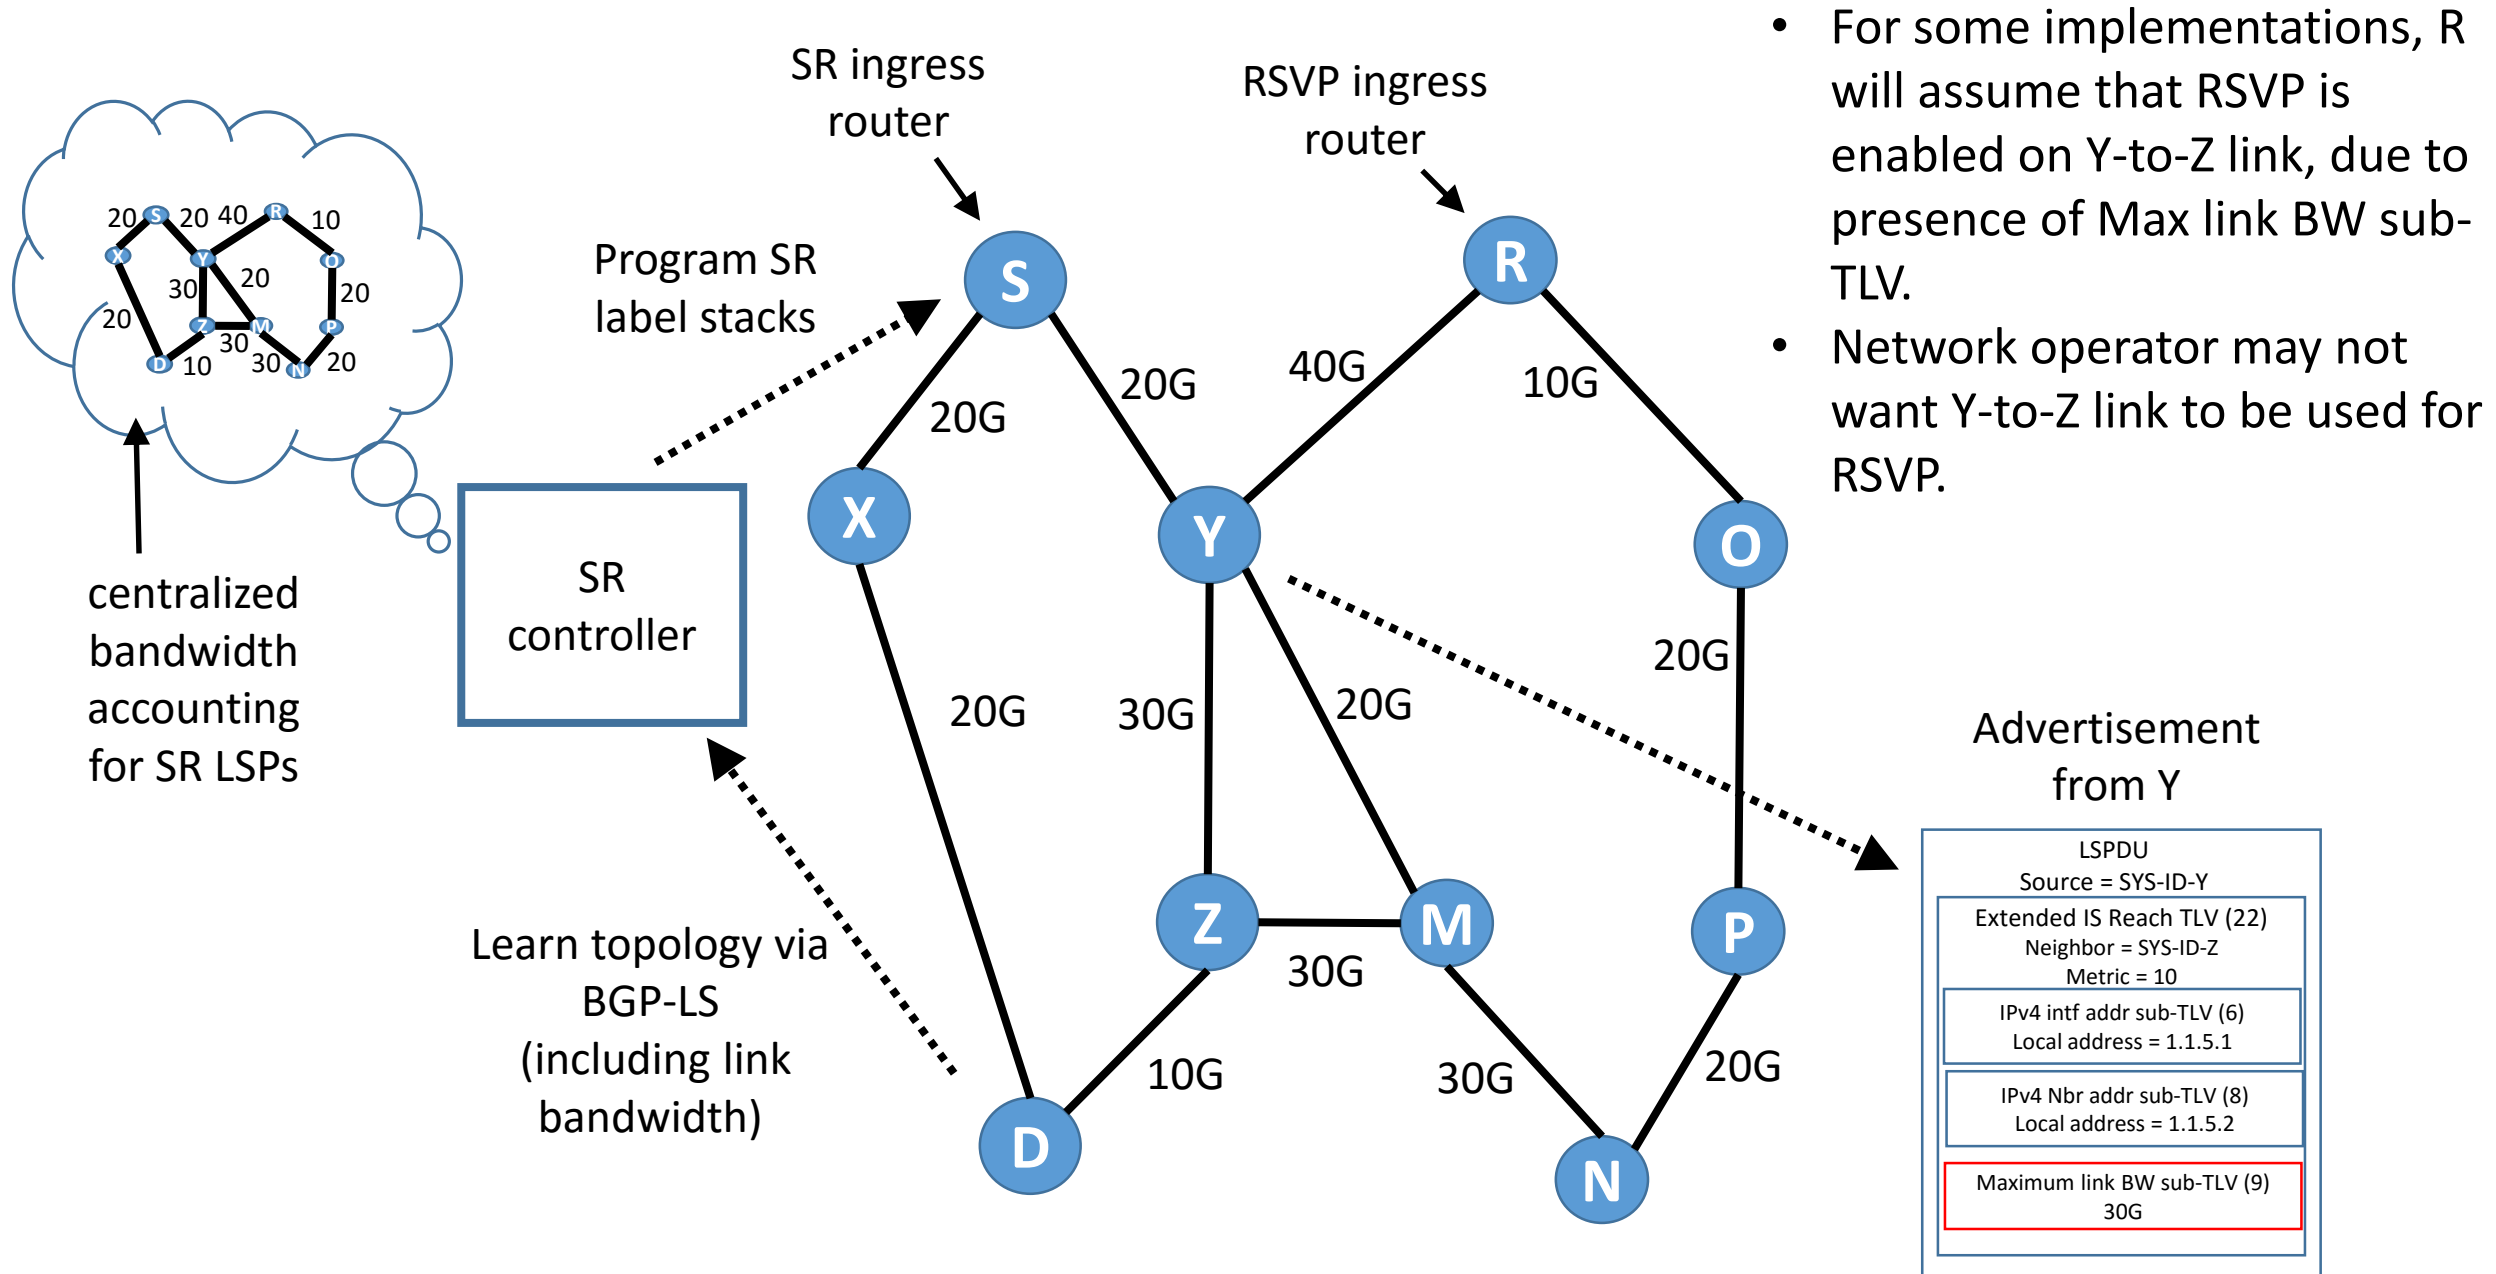 • For some implementations, R
will assume that RSVP is
enabled on Y-to-Z link, due to
presence of Max link BW sub-
TLV.
• Network operator may not
want Y-to-Z link to be used for
RSVP.
SR ingress
router
RSVP ingress
router
Program SR
label stacks
20
S
20
40
R
10
X
Y
O
30
20
20
20
Z
M
P
30
D
10
30
N
20
centralized
bandwidth
accounting
for SR LSPs
SR
controller
Learn topology via
BGP-LS
(including link
bandwidth)
S
R
20G
20G
40G
10G
X
Y
O
20G
30G
20G
20G
Z
M
P
30G
10G
30G
20G
D
N
Advertisement
from Y
LSPDU
Source = SYS-ID-Y
Extended IS Reach TLV (22)
Neighbor = SYS-ID-Z
Metric = 10
IPv4 intf addr sub-TLV (6)
Local address = 1.1.5.1
IPv4 Nbr addr sub-TLV (8)
Local address = 1.1.5.2
Maximum link BW sub-TLV (9)
30G